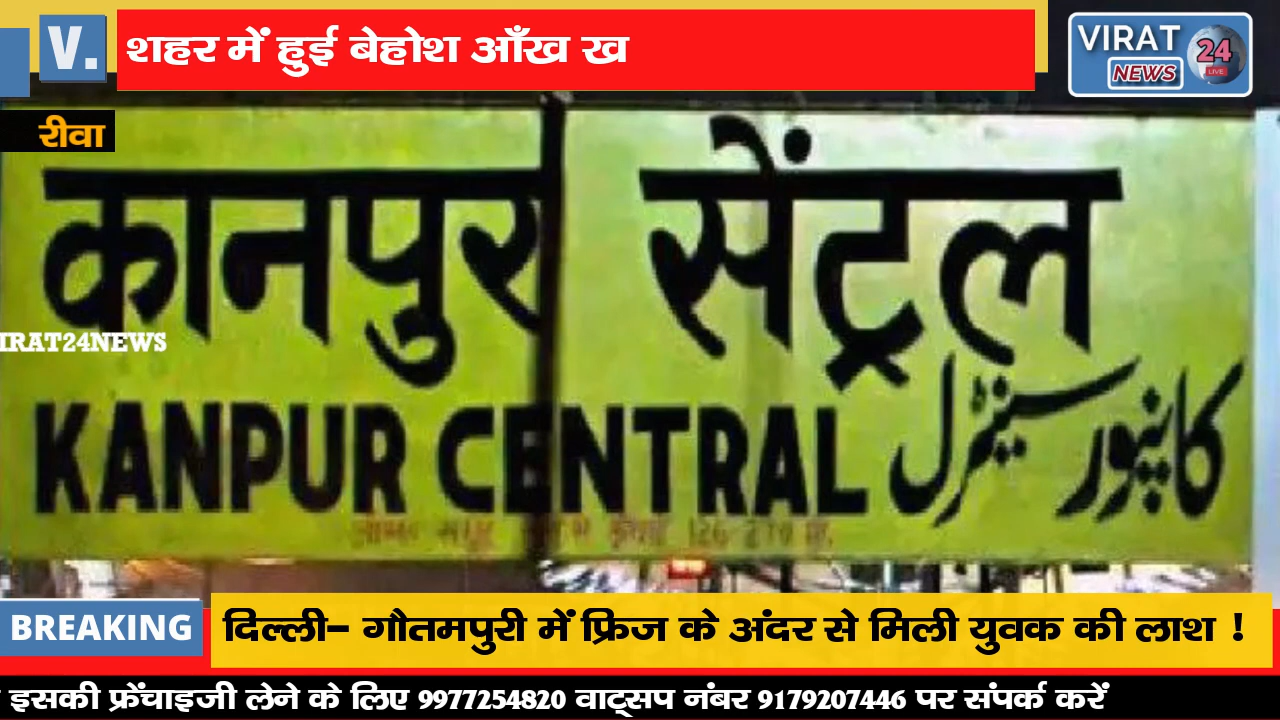 V.
शहर में हुई बेहोश आँख ख
VIRAT
24
NEWS
LIVE
रीवा
कानपुर सेंट्रल
IRAT24NEWS
KANPUR CENTRAL
کانپور سینٹرل
BREAKING
दिल्ली- गौतमपुरी में फ्रिज के अंदर से मिली युवक की लाश !
इसकी फ्रेंचाइजी लेने के लिए 9977254820 वाट्सप नंबर 9179207446 पर संपर्क करें